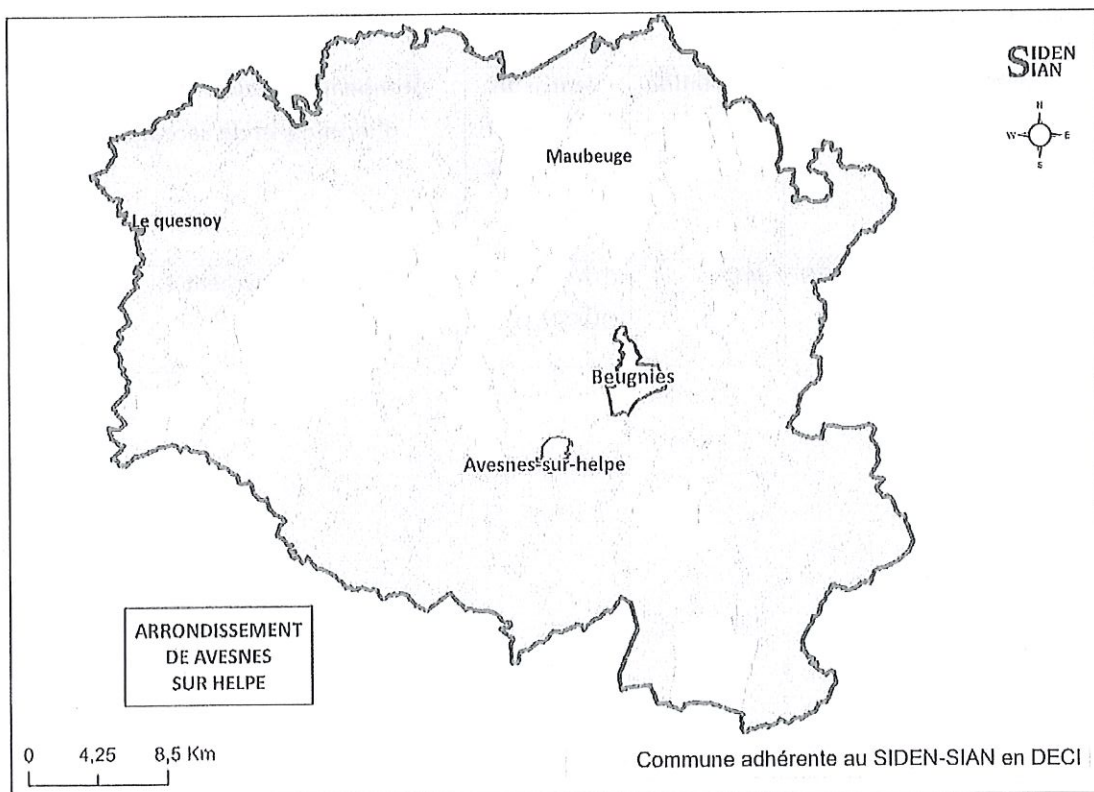 SIDEN
SIAN
N
W E
S
Maubeuge
Le quesnoy
Beugnies
Avesnes-sur-helpe
ARRONDISSEMENT
DE AVESNES
SUR HELPE
0 4,25 8,5 Km
Commune adhérente au SIDEN-SIAN en DECI